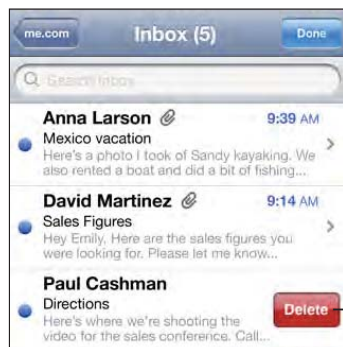 me.com Inbox (5) Done
Search Inbox
Anna Larson 9:39 AM
Mexico vacation
Here's a photo I took of Sandy kayaking. We
also rented a boat and did a bit of fishing...
David Martinez 9:14 AM
Sales Figures
Hey Emily. Here are the sales figures you
were looking for. Please let me know...
Paul Cashman
Directions
Here's where we're shooting the
video for the sales conference. Call...
Delete